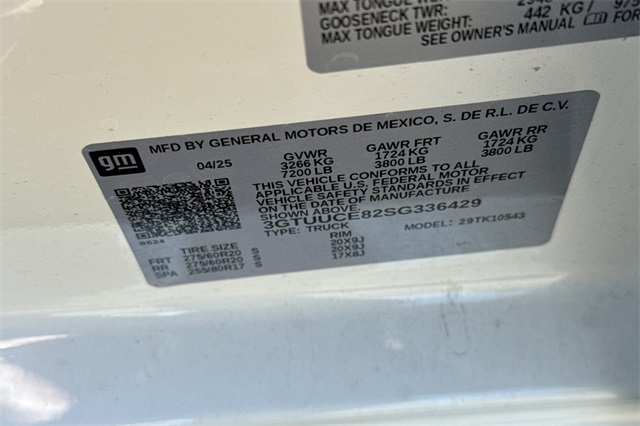 MAX TONGUE
GOOSENECK TWR:
MAX TONGUE WEIGHT: 442 KG /
SEE OWNER'S MANUAL FOR
gm
MFD BY GENERAL MOTORS DE MEXICO, S. DE R.L. DE C.V.
04/25 GVWR GAWR FRT GAWR RR
3266 KG 1724 KG 1724 KG
7200 LB 3800 LB 3800 LB
THIS VEHICLE CONFORMS TO ALL
APPLICABLE U.S. FEDERAL MOTOR
VEHICLE SAFETY STANDARDS IN EFFECT
ON THE DATE OF MANUFACTURE SHOWN ABOVE.
3GTUUCE82SG336429
TYPE: TRUCK MODEL: 29TK10543
8624
TIRE SIZE RIM
FRT 275/60R20 S 20X9J
RR 275/60R20 S 20X9J
SPA 255/80R17 S 17X8J